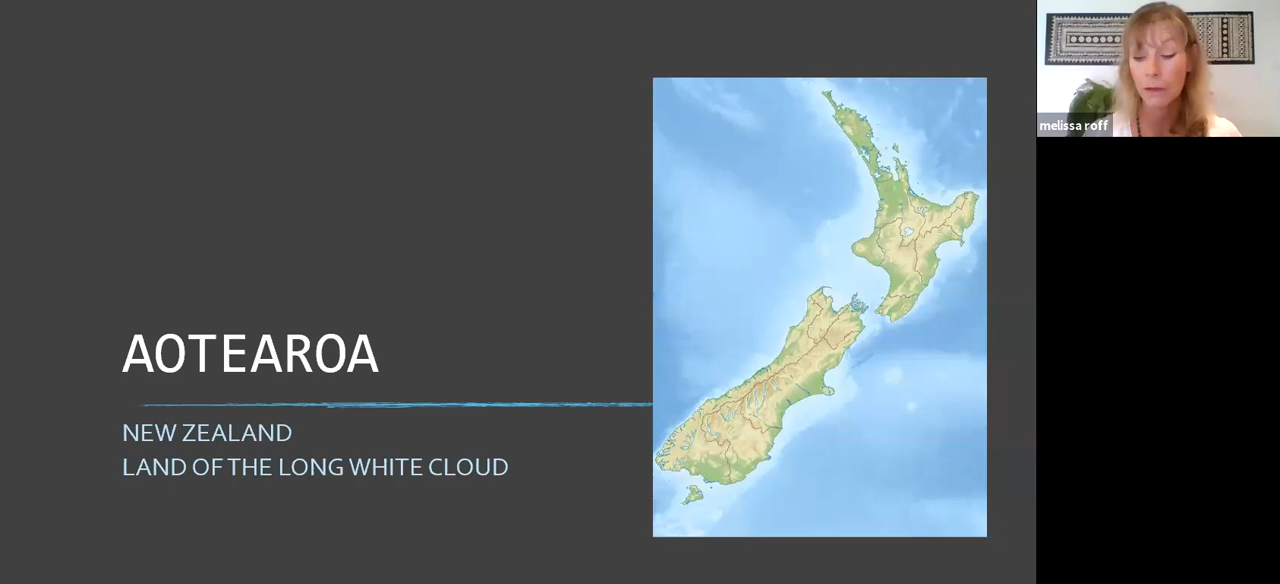 AOTEAROA
NEW ZEALAND
LAND OF THE LONG WHITE CLOUD
melissa roff